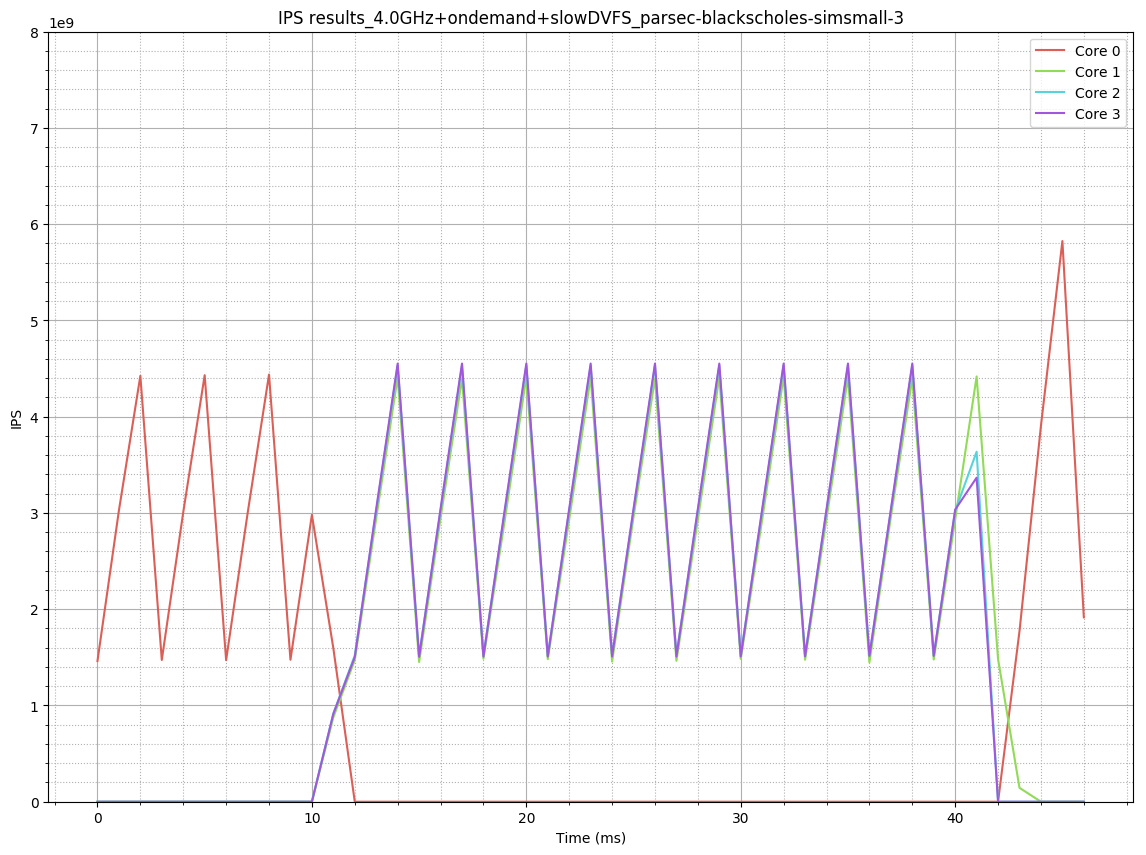 IPS results_4.0GHz+ondemand+slowDVFS_parsec-blackscholes-simsmall-3
1e9
8
7
6
5
4
3
2
1
0
IPS
Core 0
Core 1
Core 2
Core 3
0 10 20 30 40
Time (ms)